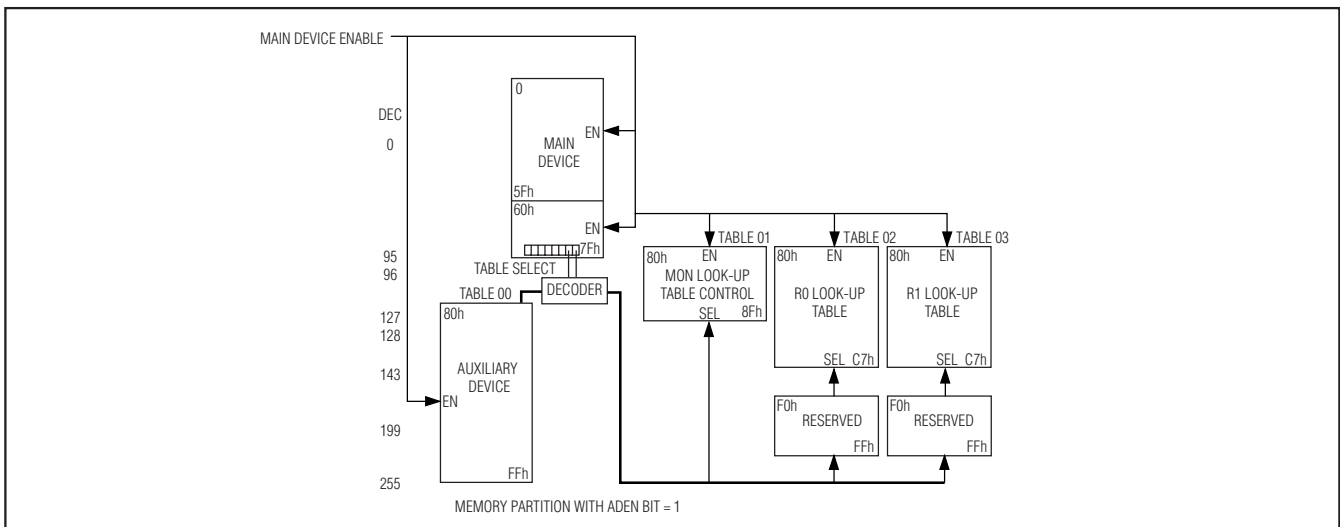 MAIN DEVICE ENABLE
DEC
0
95
96
127
128
143
199
255
0
EN
MAIN
DEVICE
5Fh
60h
EN
7Fh
TABLE SELECT
DECODER
TABLE 00
80h
AUXILIARY
DEVICE
EN
FFh
TABLE 01
80h
EN
MON LOOK-UP
TABLE CONTROL
SEL 8Fh
TABLE 02
80h
EN
R0 LOOK-UP
TABLE
SEL C7h
F0h
RESERVED
FFh
TABLE 03
80h
EN
R1 LOOK-UP
TABLE
SEL C7h
F0h
RESERVED
FFh
MEMORY PARTITION WITH ADEN BIT = 1